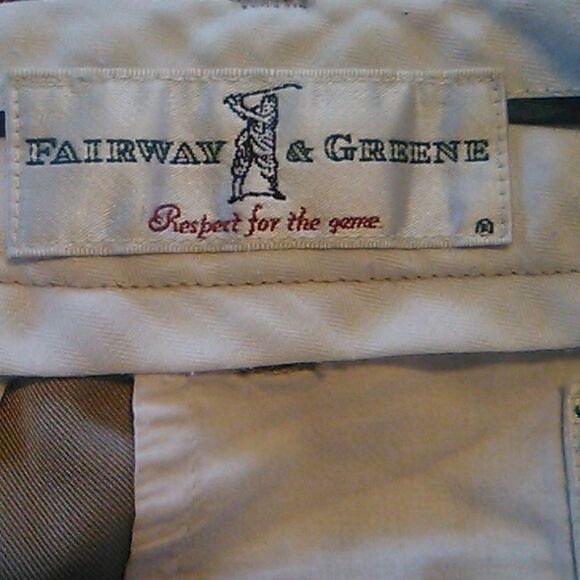 FAIRWAY & GREENE
Respect for the game.
®